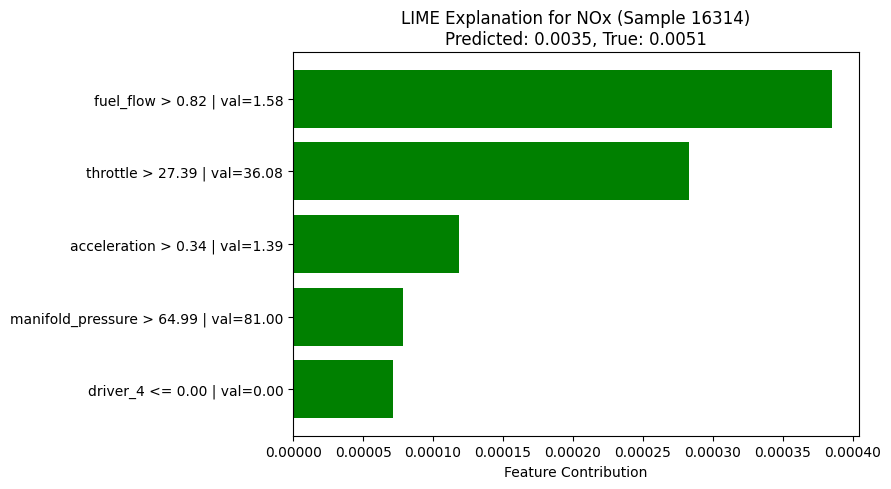 LIME Explanation for NOx (Sample 16314)
Predicted: 0.0035, True: 0.0051
fuel_flow > 0.82 | val=1.58
throttle > 27.39 | val=36.08
acceleration > 0.34 | val=1.39
manifold_pressure > 64.99 | val=81.00
driver_4 <= 0.00 | val=0.00
0.00000 0.00005 0.00010 0.00015 0.00020 0.00025 0.00030 0.00035 0.00040
Feature Contribution